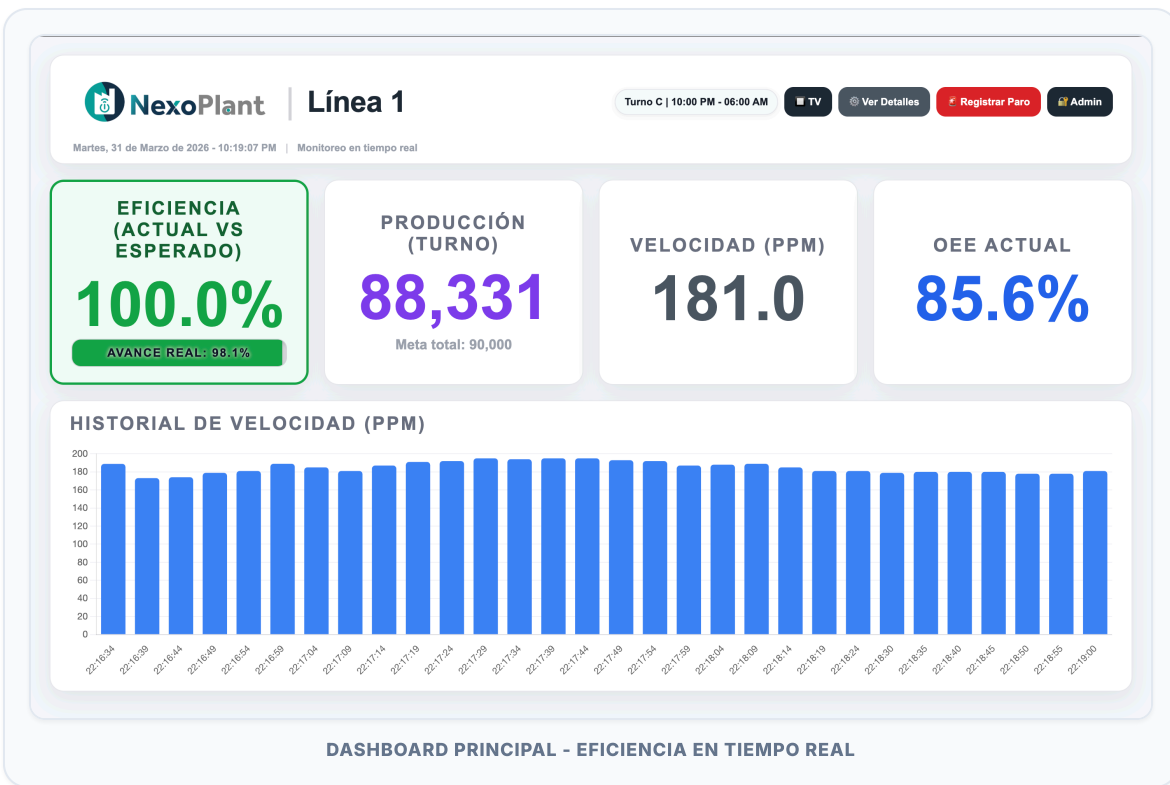 NexoPlant
Línea 1
Turno C | 10:00 PM - 06:00 AM
TV
Ver Detalles
Registrar Paro
Admin
Martes, 31 de Marzo de 2026 - 10:19:07 PM | Monitoreo en tiempo real
EFICIENCIA
(ACTUAL VS
ESPERADO)
100.0%
AVANCE REAL: 98.1%
PRODUCCIÓN
(TURNO)
88,331
Meta total: 90,000
VELOCIDAD (PPM)
181.0
OEE ACTUAL
85.6%
HISTORIAL DE VELOCIDAD (PPM)
200
180
160
140
120
100
80
60
40
20
0
22:16:34
22:16:39
22:16:44
22:16:49
22:16:54
22:16:59
22:17:04
22:17:09
22:17:14
22:17:19
22:17:24
22:17:29
22:17:34
22:17:39
22:17:44
22:17:49
22:17:54
22:17:59
22:18:04
22:18:09
22:18:14
22:18:19
22:18:24
22:18:30
22:18:35
22:18:40
22:18:45
22:18:50
22:18:55
22:19:00
DASHBOARD PRINCIPAL - EFICIENCIA EN TIEMPO REAL